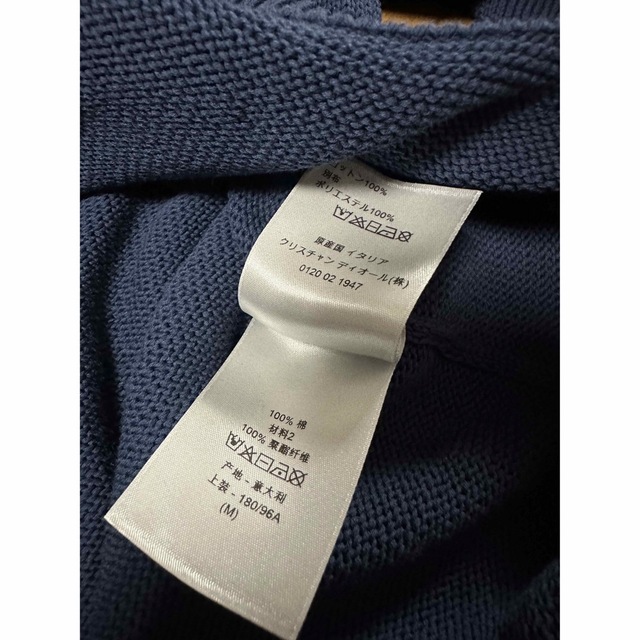 コットン100%
別布
ポリエステル100%
原産国 イタリア
クリスチャン ディオール(株)
0120 02 1947
100% 棉
材料2
100% 聚酯纤维
产地 - 意大利
上装 - 180/96A
(M)